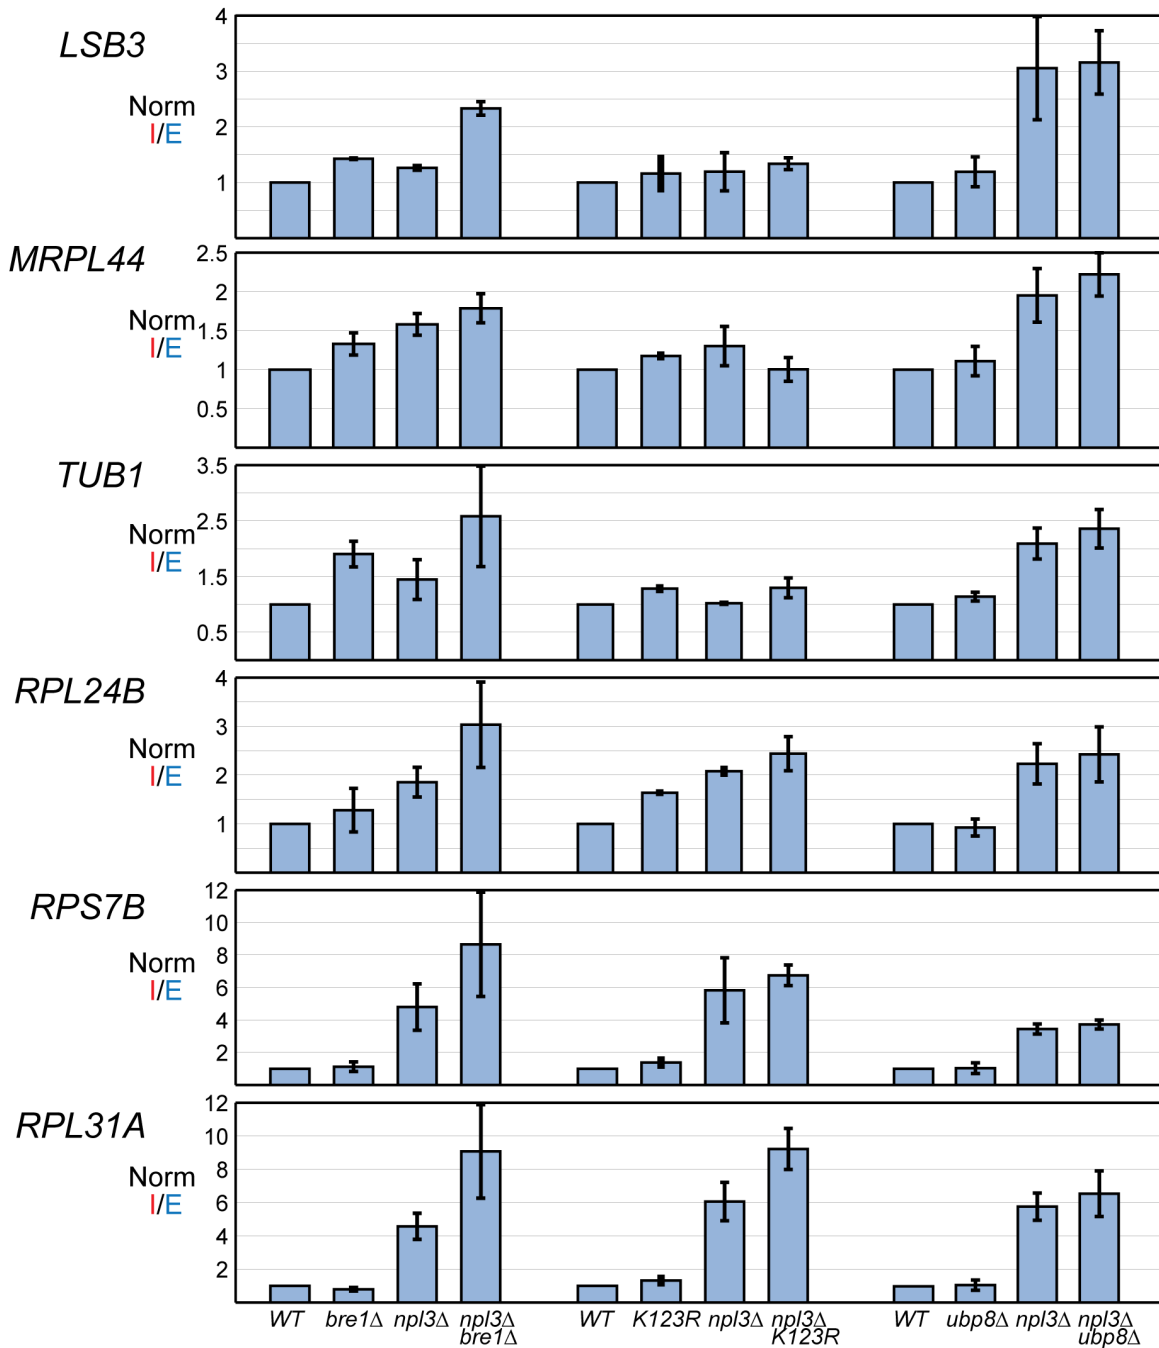 LSB3
Norm
I/E
4
3
2
1
MRPL44
Norm
I/E
2.5
2
1.5
1
0.5
TUB1
Norm
I/E
3.5
2.5
1.5
0.5
RPL24B
Norm
I/E
4
3
2
1
RPS7B
Norm
I/E
12
10
8
6
4
2
RPL31A
Norm
I/E
12
10
8
6
4
2
WT bre1Δ npl3Δ npl3Δ WT K123R npl3Δ npl3Δ WT ubp8Δ npl3Δ npl3Δ
bre1Δ K123R ubp8Δ